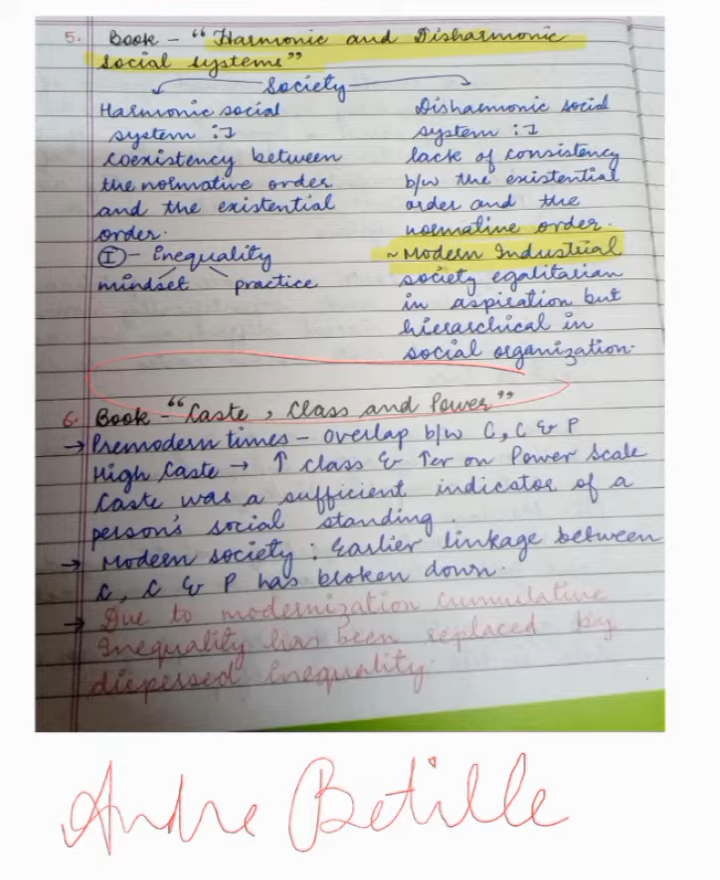 5. Book - "Harmonic and Disharmonic
Social systems"
Society
Harmonic social
system :⊐
coexistency between
the normative order
and the existential
order.
Ⓘ - inequality
mindset practice
Disharmonic social
system :⊐
lack of consistency
b/w the existential
order and the
normative order.
~ Modern Industrial
society egalitarian
in aspiration but
hierarchical in
social organization.
6. Book - "Caste, Class and Power"
→ Premodern times - overlap b/w C, C & P
High Caste → ↑ class & ↑er on Power Scale
Caste was a sufficient indicator of a
person's social standing.
→ Modern society : Earlier linkage between
C, C & P has broken down.
→ Due to modernization cummulative
Inequality has been replaced by
dispersed Inequality.
Andre Betille